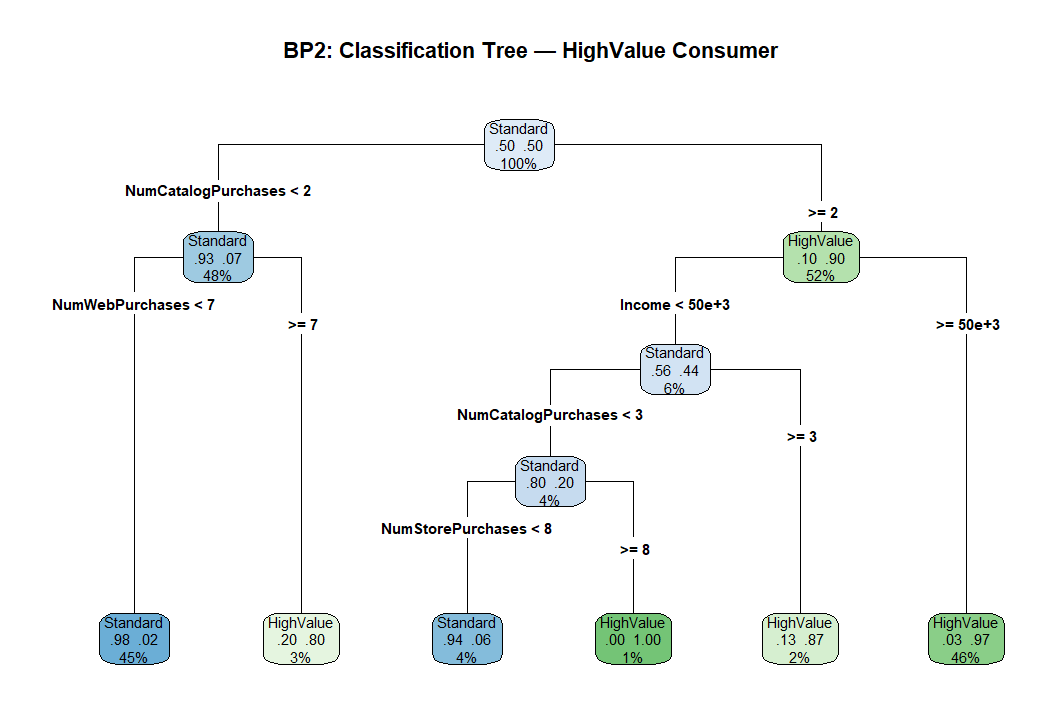 BP2: Classification Tree — HighValue Consumer
Standard
.50 .50
100%
NumCatalogPurchases < 2
>= 2
Standard
.93 .07
48%
HighValue
.10 .90
52%
NumWebPurchases < 7
>= 7
Income < 50e+3
>= 50e+3
Standard
.56 .44
6%
NumCatalogPurchases < 3
>= 3
Standard
.80 .20
4%
NumStorePurchases < 8
>= 8
Standard
.98 .02
45%
HighValue
.20 .80
3%
Standard
.94 .06
4%
HighValue
.00 1.00
1%
HighValue
.13 .87
2%
HighValue
.03 .97
46%